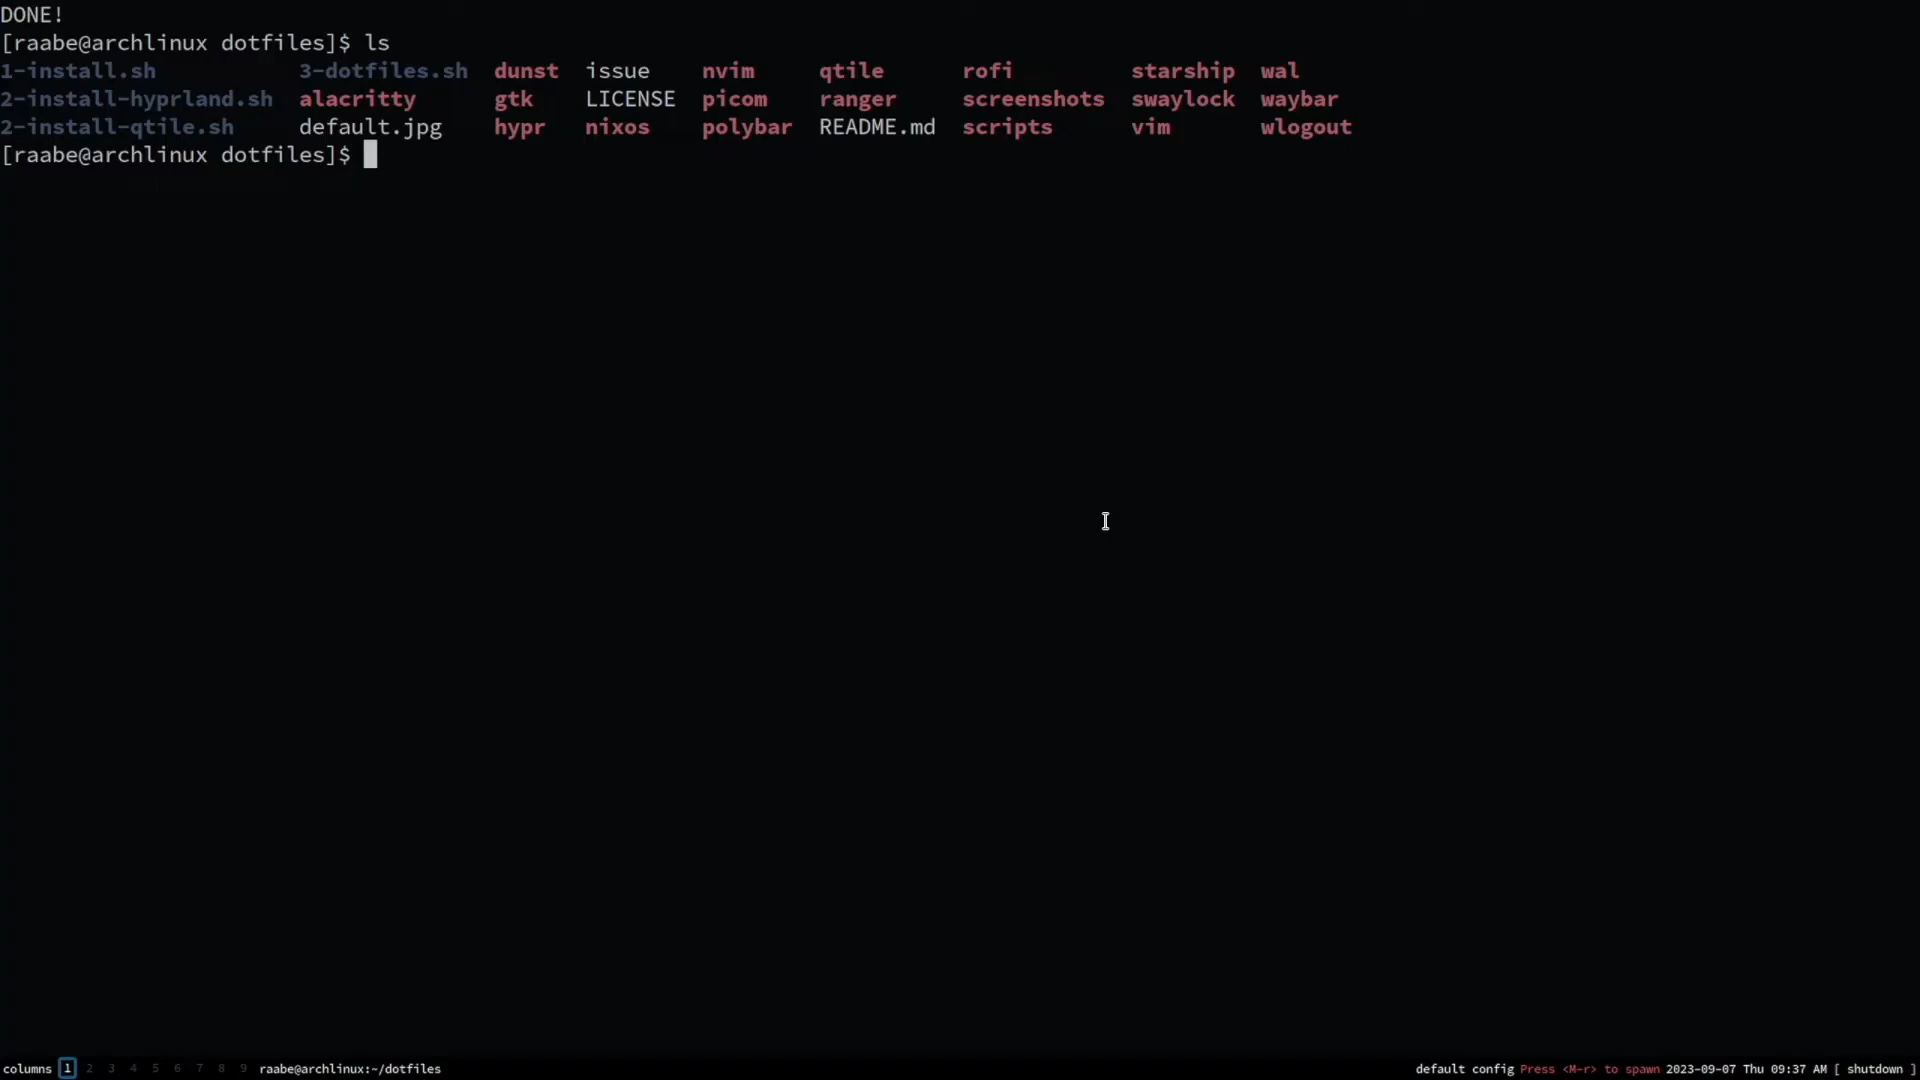 DONE!
[raabe@archlinux dotfiles]$ ls
1-install.sh 3-dotfiles.sh dunst issue nvim qtile rofi starship wal
2-install-hyprland.sh alacritty gtk LICENSE picom ranger screenshots swaylock waybar
2-install-qtile.sh default.jpg hypr nixos polybar README.md scripts vim wlogout
[raabe@archlinux dotfiles]$
columns 1 2 3 4 5 6 7 8 9 raabe@archlinux:~/dotfiles default config Press <M-r> to spawn 2023-09-07 Thu 09:37 AM [ shutdown ]